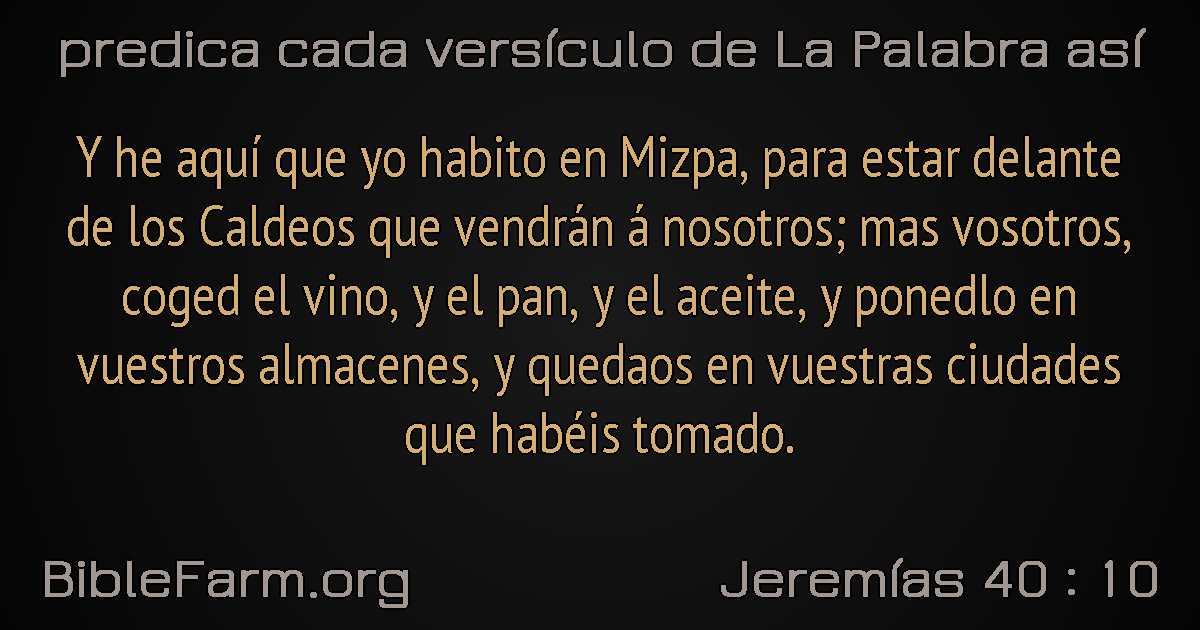 predica cada versículo de La Palabra así
Y he aquí que yo habito en Mizpa, para estar delante
de los Caldeos que vendrán á nosotros; mas vosotros,
coged el vino, y el pan, y el aceite, y ponedlo en
vuestros almacenes, y quedaos en vuestras ciudades
que habéis tomado.
BibleFarm.org
Jeremías 40 : 10